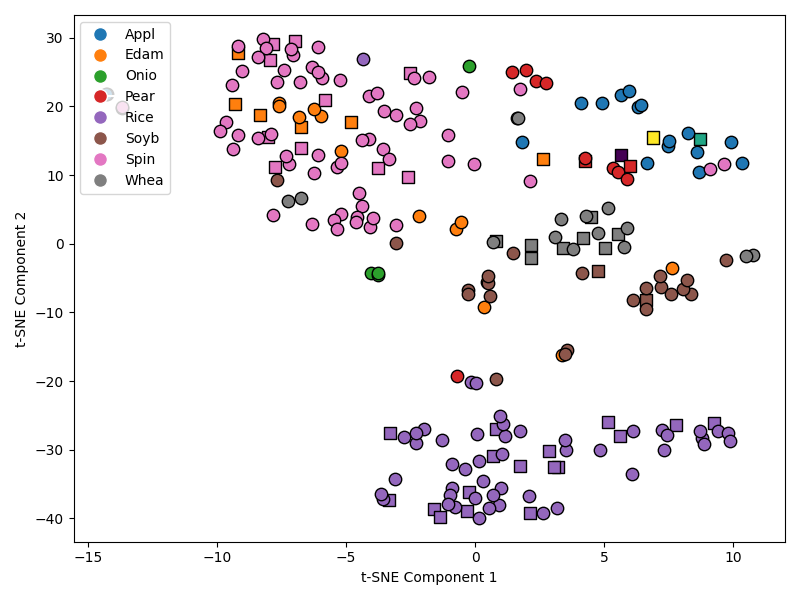 Appl
Edam
Onio
Pear
Rice
Soyb
Spin
Whea
30
20
10
0
−10
−20
−30
−40
t-SNE Component 2
−15
−10
−5
0
5
10
t-SNE Component 1